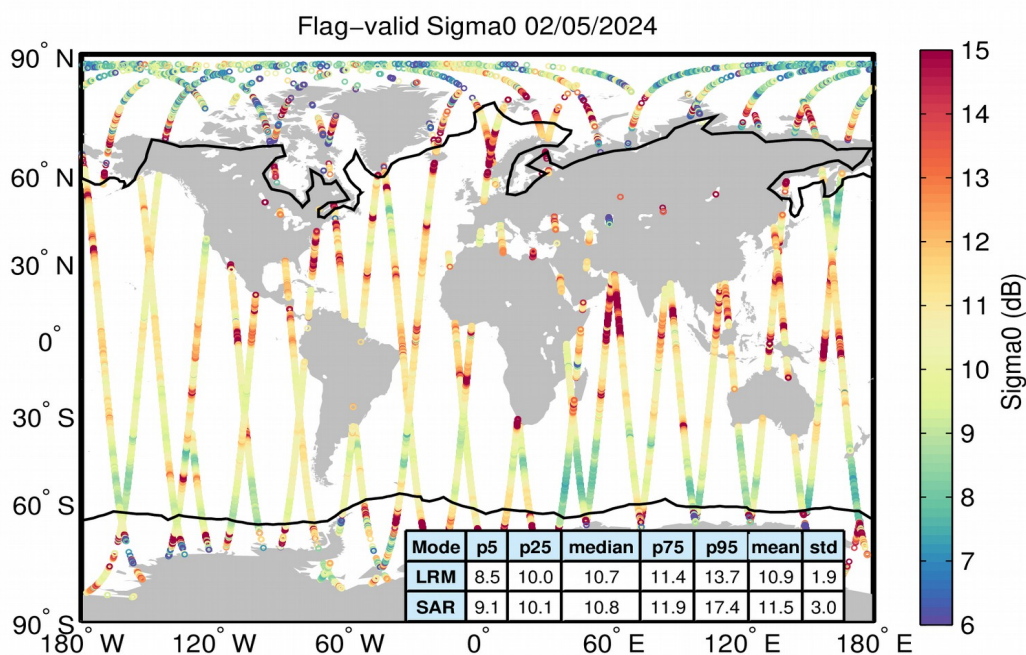 Flag-valid Sigma0 02/05/2024
90° N
60° N
30° N
0°
30° S
60° S
90° S
180° W
120° W
60° W
0°
60° E
120° E
180° E
Mode p5 p25 median p75 p95 mean std
LRM 8.5 10.0 10.7 11.4 13.7 10.9 1.9
SAR 9.1 10.1 10.8 11.9 17.4 11.5 3.0
15
14
13
12
11
10
9
8
7
6
Sigma0 (dB)